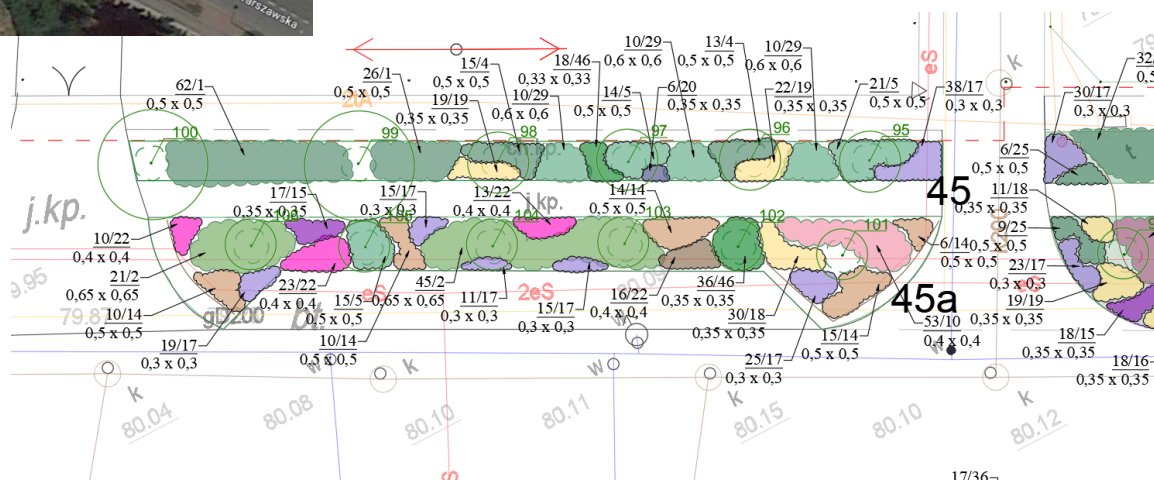 arszawska
10/29
0,6 x 0,6
13/4
0,5 x 0,5
10/29
0,6 x 0,6
eS
k
18/46
0,33 x 0,33
15/4
0,5 x 0,5
26/1
0,5 x 0,5
20A
62/1
0,5 x 0,5
19/19
0,35 x 0,35
10/29
0,6 x 0,6
14/5
0,5 x 0,5
6/20
0,35 x 0,35
22/19
0,35 x 0,35
21/5
0,5 x 0,5
38/17
0,3 x 0,3
30/17
0,3 x 0,3
32
100
99
98
97
96
95
t
6/25
0,5 x 0,5
45
11/18
0,35 x 0,35
j.kp.
17/15
0,35 x 0,35
15/17
0,3 x 0,3
13/22
0,4 x 0,4
j.kp.
14/14
0,5 x 0,5
106
105
104
103
102
101
10/22
0,4 x 0,4
6/14
0,5 x 0,5
9/25
0,5 x 0,5
21/2
0,65 x 0,65
23/22
0,4 x 0,4
15/5
0,5 x 0,5
eS
45/2
0,65 x 0,65
11/17
0,3 x 0,3
2eS
15/17
0,3 x 0,3
16/22
0,4 x 0,4
80.09
36/46
0,35 x 0,35
45a
23/17
0,3 x 0,3
eS
19/19
0,35 x 0,35
9.95
79.87
10/14
0,5 x 0,5
gD200
bt.
30/18
0,35 x 0,35
53/10
0,4 x 0,4
18/15
0,35 x 0,35
19/17
0,3 x 0,3
10/14
0,5 x 0,5
15/14
0,5 x 0,5
25/17
0,3 x 0,3
18/16
0,35 x 0,35
w
k
w
w
w
k
k
k
k
80.04
80.08
80.10
80.11
80.15
80.10
80.12
17/36